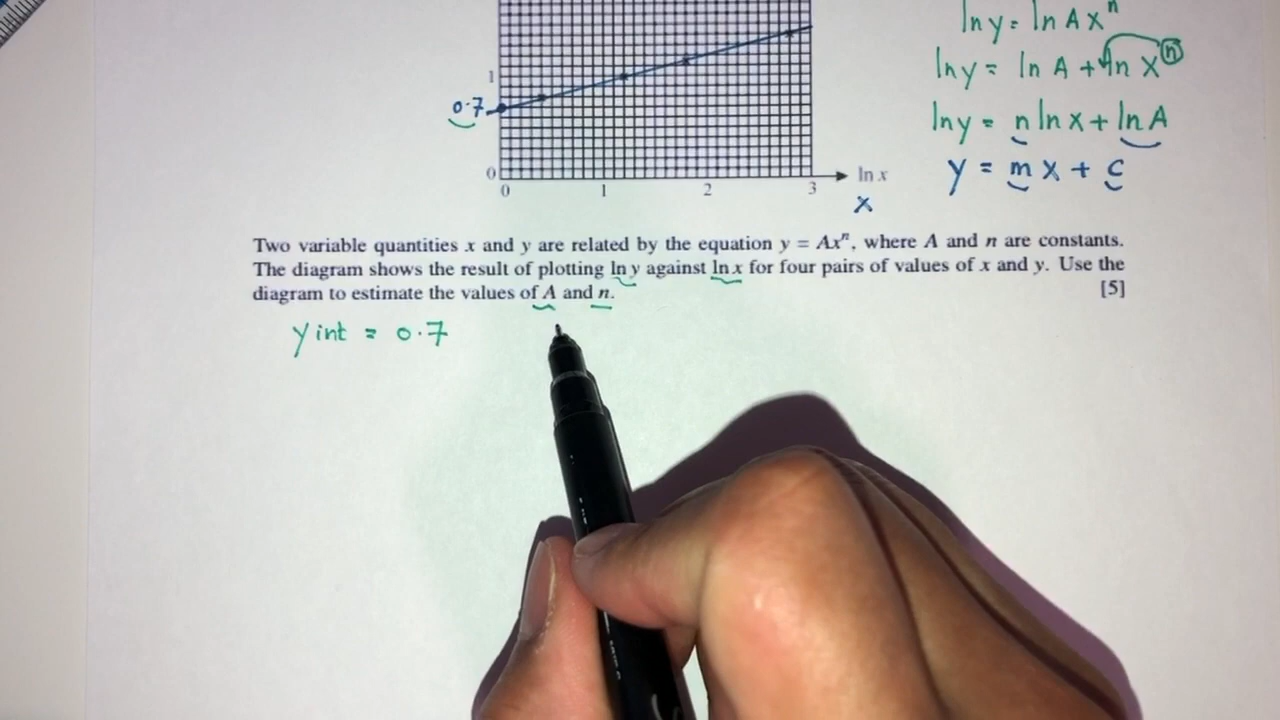 ln y = ln A x^n
ln y = ln A + ln x^n
1
0.7
ln y = n ln x + ln A
y = m x + c
0
0 1 2 3
ln x
x
Two variable quantities x and y are related by the equation y = Ax^n, where A and n are constants.
The diagram shows the result of plotting ln y against ln x for four pairs of values of x and y. Use the
diagram to estimate the values of A and n. [5]
y int = 0.7